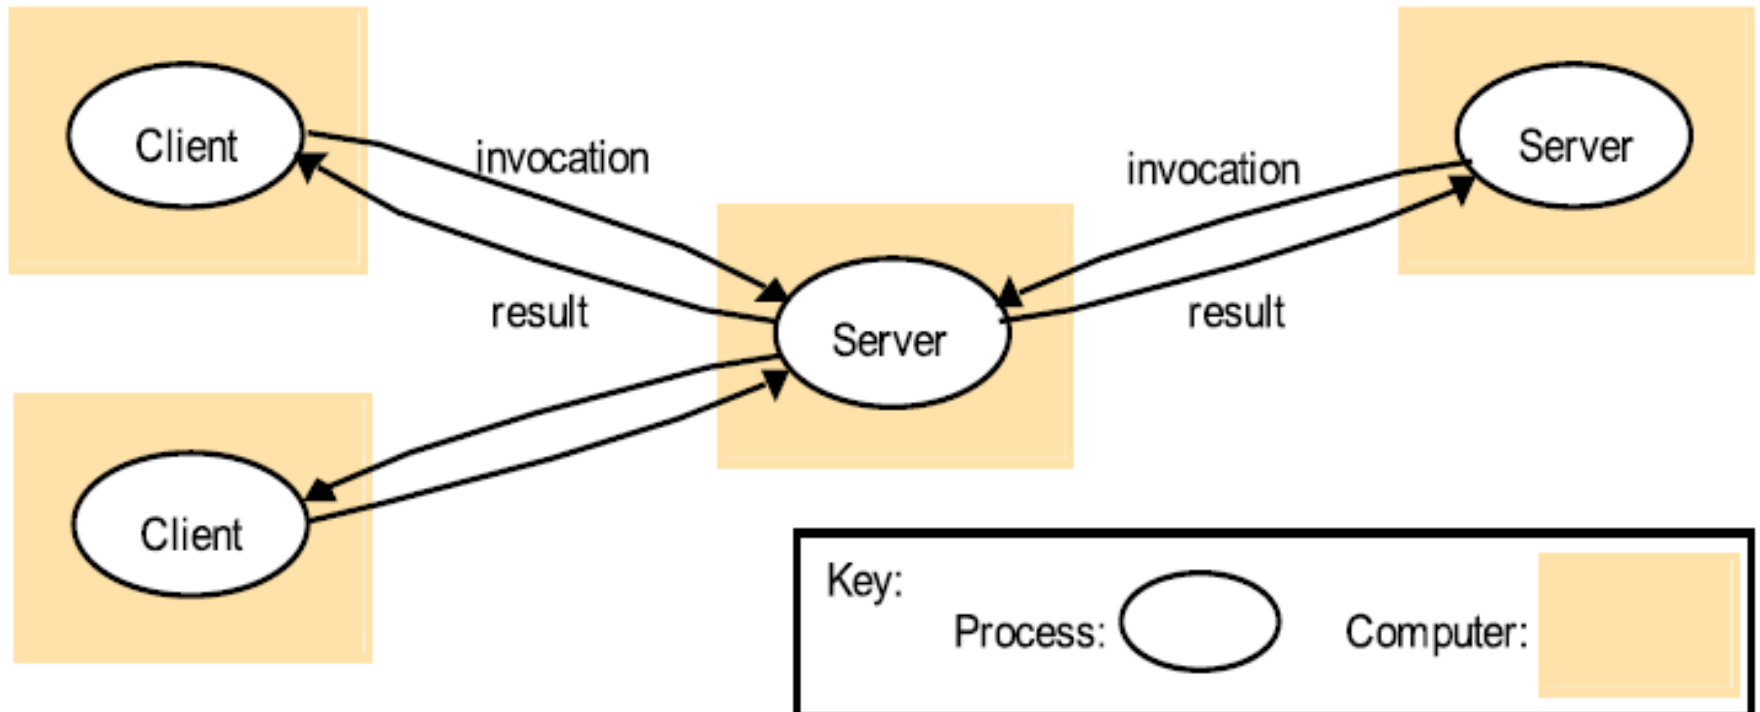 Client
invocation
result
Server
invocation
result
Server
Client
Key:
Process:
Computer: